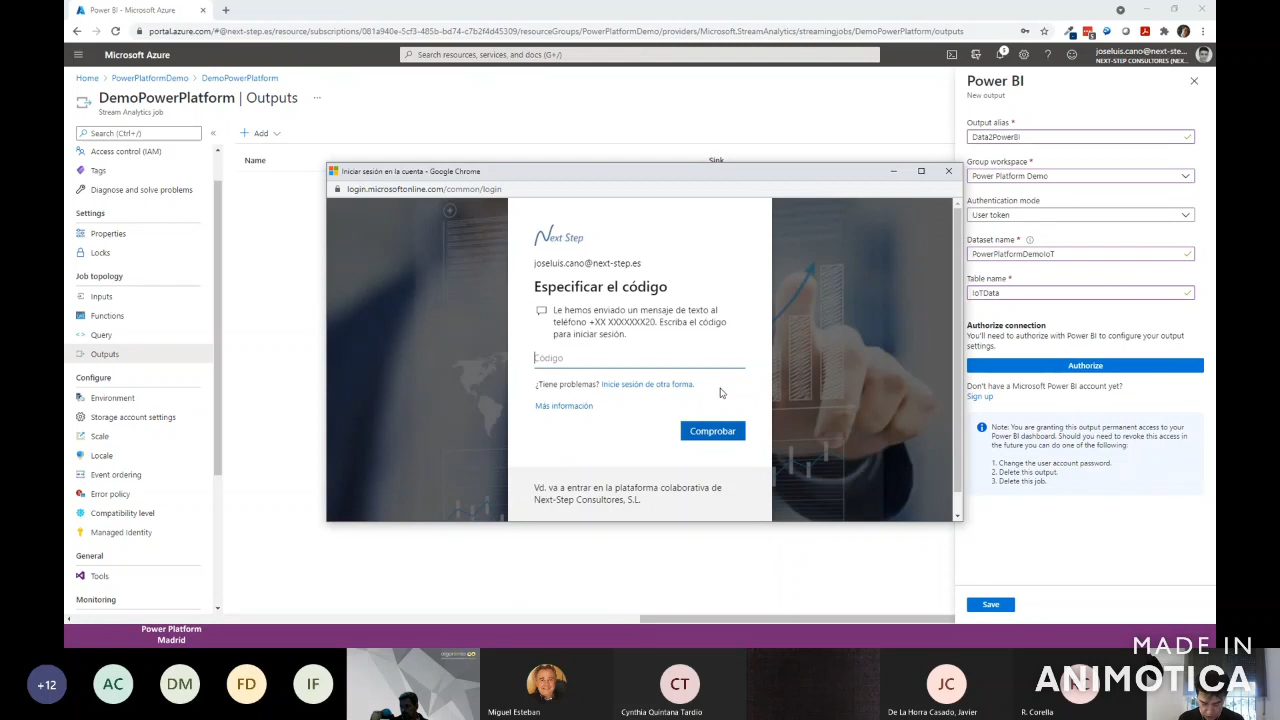 Power BI - Microsoft Azure
portal.azure.com/#@next-step.es/resource/subscriptions/081a940e-5cf3-485b-bd74-c7b2f4d45309/resourceGroups/PowerPlatformDemo/providers/Microsoft.StreamAnalytics/streamingjobs/DemoPowerPlatform/outputs
Microsoft Azure
Search resources, services, and docs (G+/)
joseluis.cano@next-step...
NEXT-STEP CONSULTORES (NEX...
Home > PowerPlatformDemo > DemoPowerPlatform
DemoPowerPlatform | Outputs ...
Stream Analytics job
Search (Ctrl+/)
Access control (IAM)
Tags
Diagnose and solve problems
Settings
Properties
Locks
Job topology
Inputs
Functions
Query
Outputs
Configure
Environment
Storage account settings
Scale
Locale
Event ordering
Error policy
Compatibility level
Managed Identity
General
Tools
Monitoring
Add
Name
Sink
Iniciar sesión en la cuenta - Google Chrome
login.microsoftonline.com/common/login
Next Step
joseluis.cano@next-step.es
Especificar el código
Le hemos enviado un mensaje de texto al
teléfono +XX XXXXXXX20. Escriba el código
para iniciar sesión.
Código
¿Tiene problemas? Inicie sesión de otra forma.
Más información
Comprobar
Vd. va a entrar en la plataforma colaborativa de
Next-Step Consultores, S.L.
Power BI
New output
Output alias *
Data2PowerBI
Group workspace *
Power Platform Demo
Authentication mode
User token
Dataset name *
PowerPlatformDemoIoT
Table name *
IoTData
Authorize connection
You'll need to authorize with Power BI to configure your output
settings.
Authorize
Don't have a Microsoft Power BI account yet?
Sign up
Note: You are granting this output permanent access to your
Power BI dashboard. Should you need to revoke this access in
the future you can do one of the following:
1. Change the user account password.
2. Delete this output.
3. Delete this job.
Save
Power Platform
Madrid
+12
AC
DM
FD
IF
Miguel Esteban
CT
Cynthia Quintana Tardio
JC
De La Horra Casado, Javier
R. Corella
MADE IN
ANIMOTICA